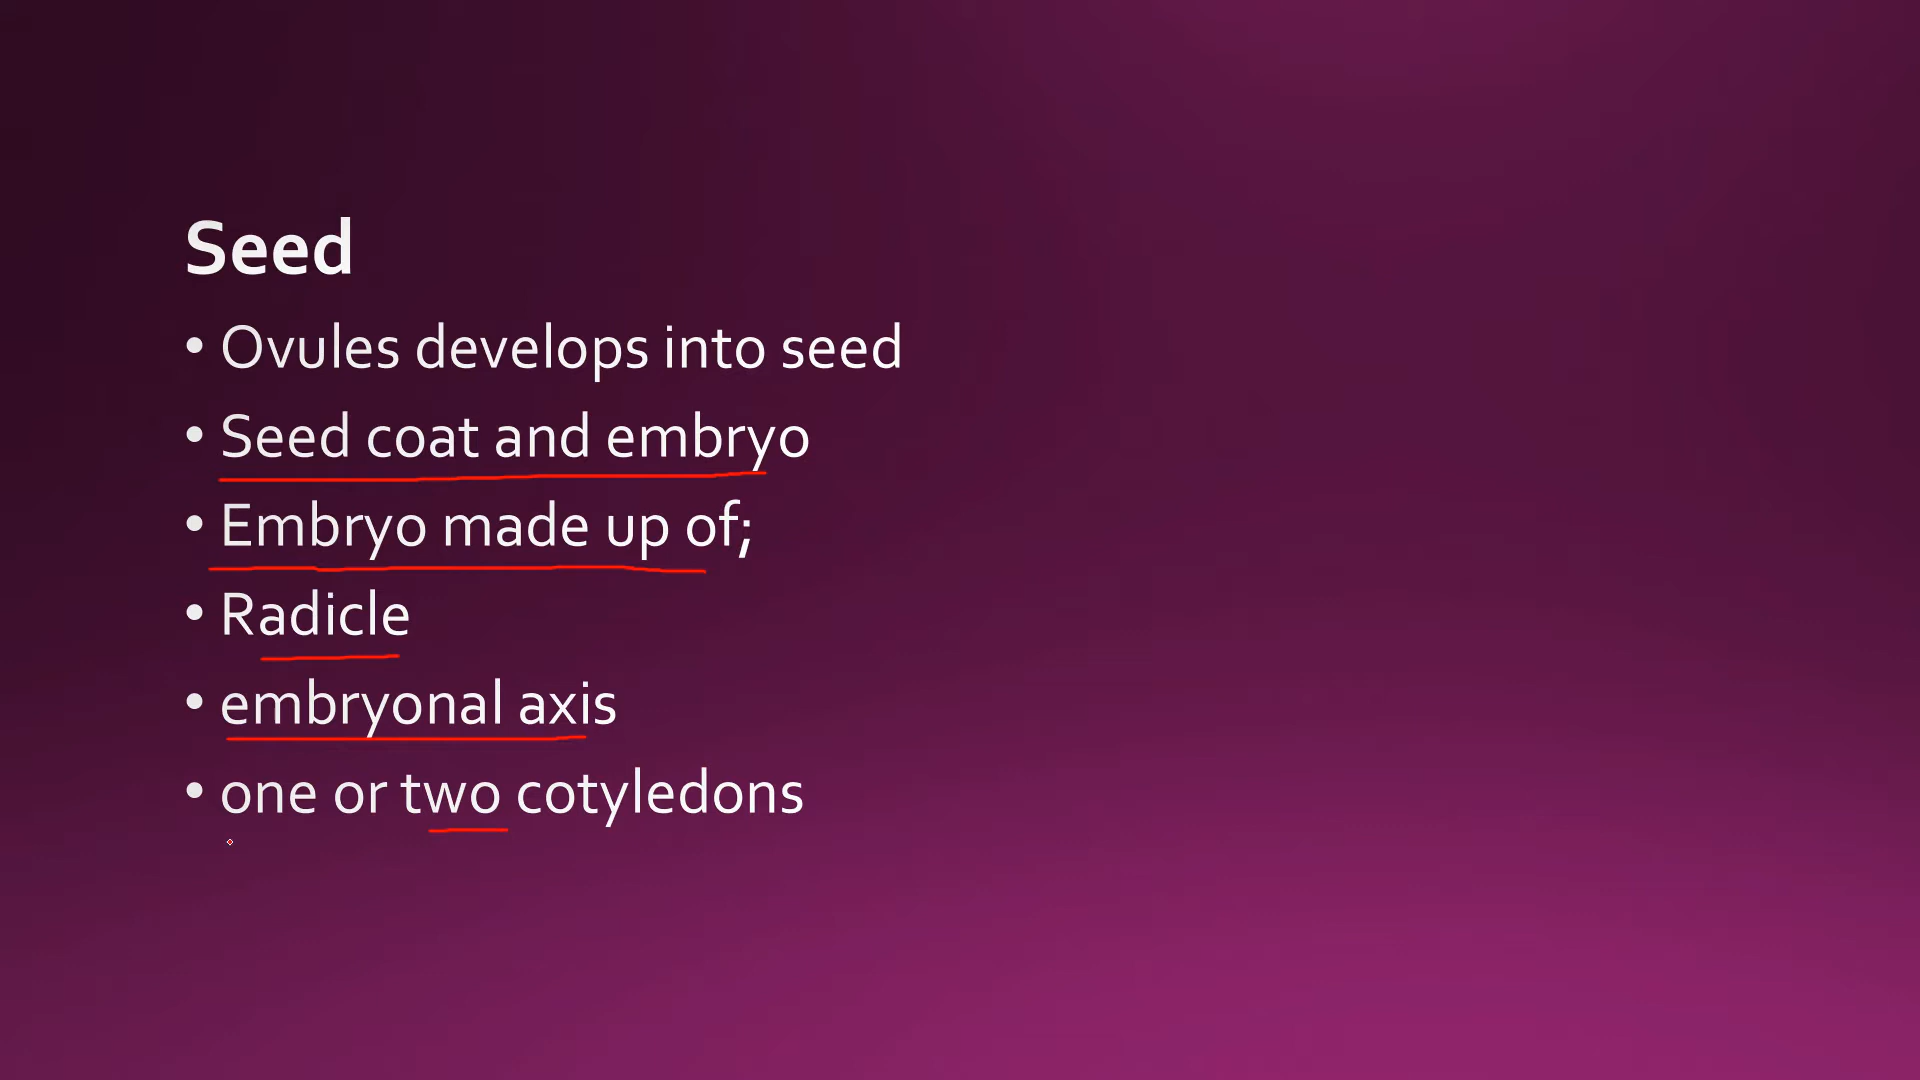 Seed
• Ovules develops into seed
• Seed coat and embryo
• Embryo made up of;
• Radicle
• embryonal axis
• one or two cotyledons